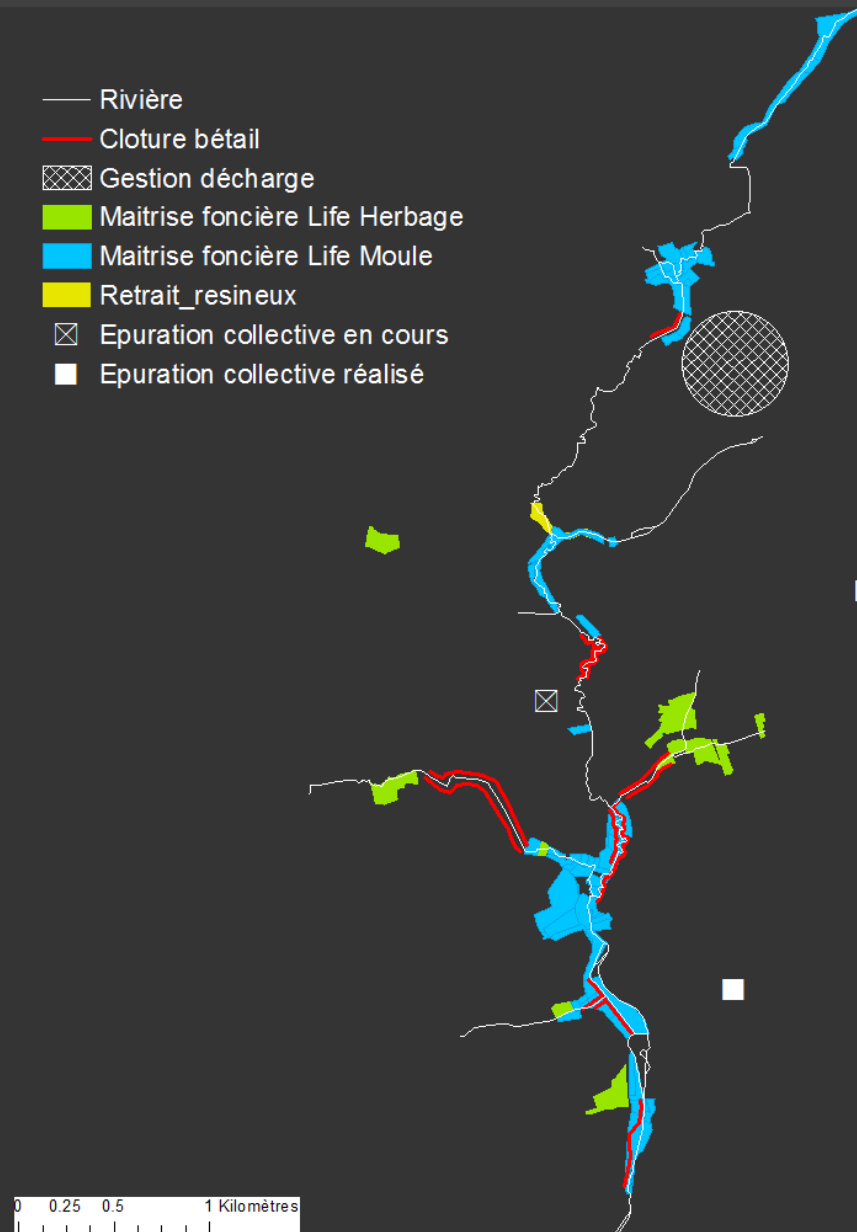 Rivière
Cloture bétail
Gestion décharge
Maitrise foncière Life Herbage
Maitrise foncière Life Moule
Retrait_resineux
Epuration collective en cours
Epuration collective réalisé
0 0.25 0.5 1 Kilomètres